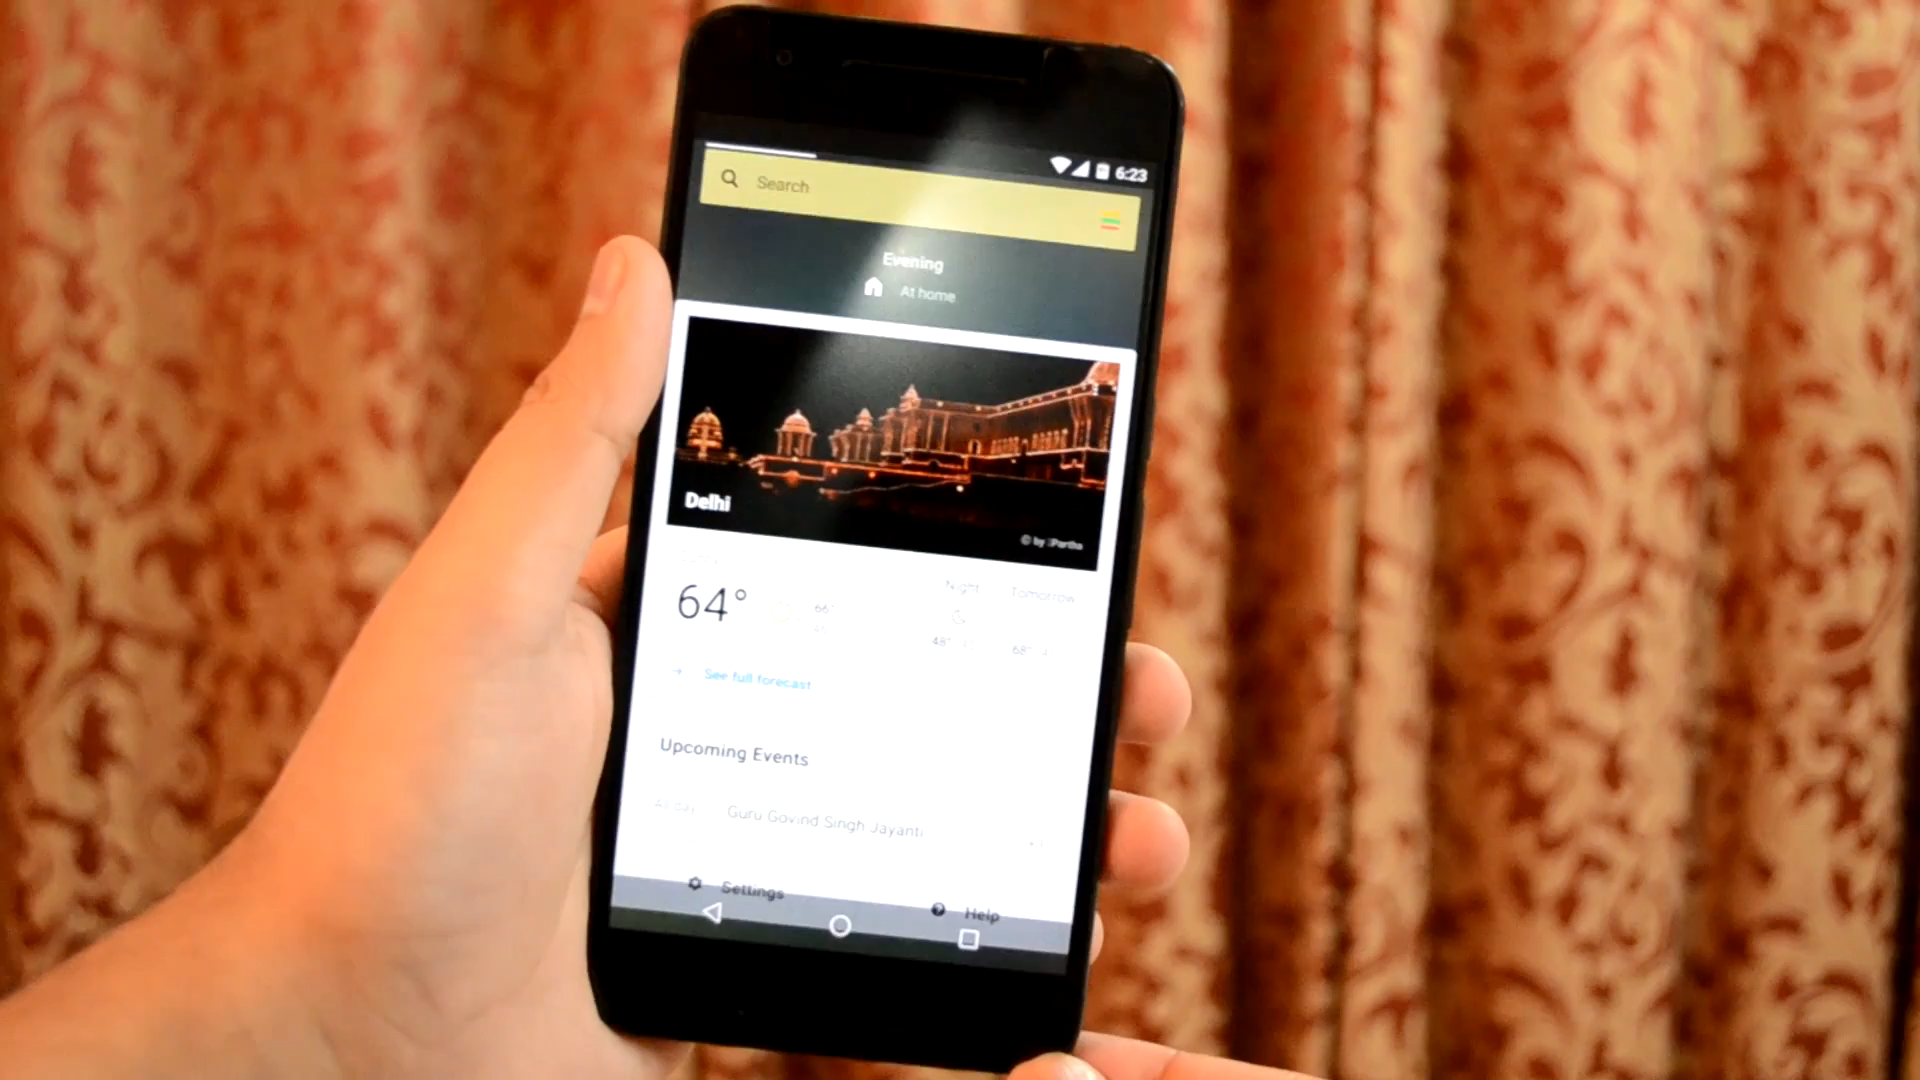 6:23
Search
Evening
At home
Delhi
© by
Night Tomorrow
64° 66°
48° 68°
See full forecast
Upcoming Events
All day Guru Govind Singh Jayanti
Settings Help